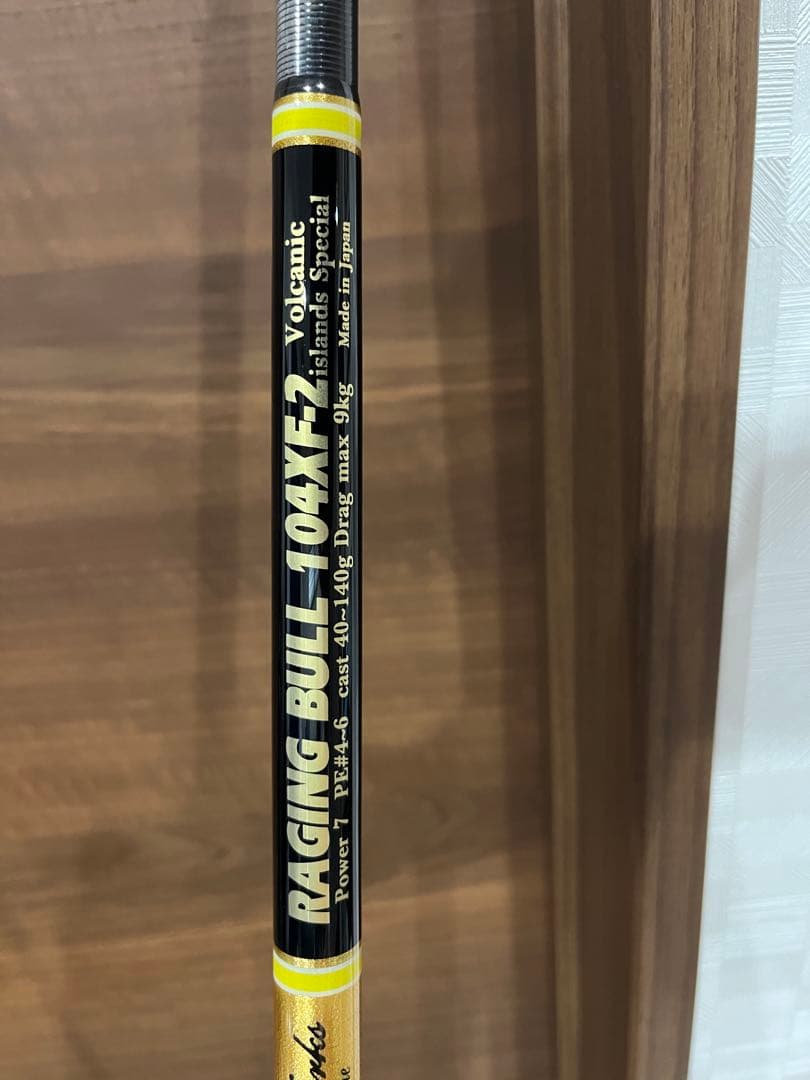 RAGING BULL 104XF-2
Volcanic
islands Special
Power 7 PE#4~6 cast 40~140g Drag max 9kg Made in Japan